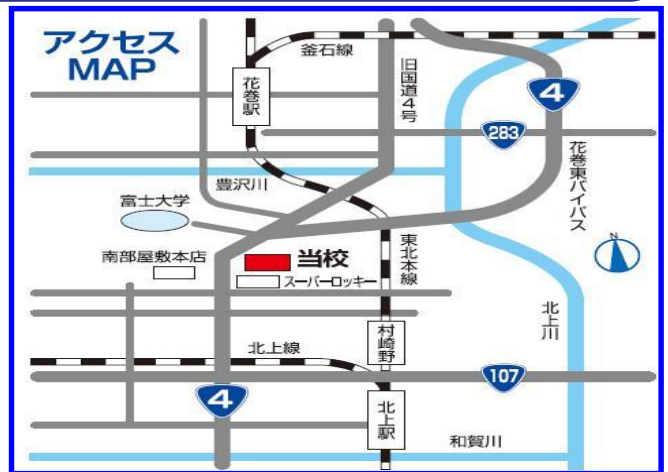 アクセス
MAP
釜石線
旧国道4号
花巻駅
4
283
花巻東バイパス
豊沢川
富士大学
N
南部屋敷本店
当校
スーパーロッキー
東北本線
北上川
村崎野
北上線
107
4
北上駅
和賀川